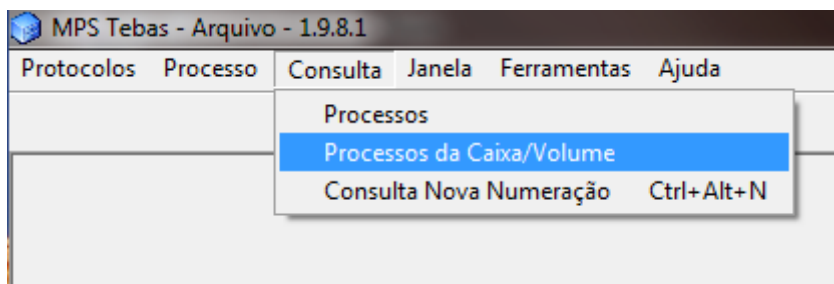 MPS Tebas - Arquivo - 1.9.8.1
Protocolos Processo Consulta Janela Ferramentas Ajuda
Processos
Processos da Caixa/Volume
Consulta Nova Numeração Ctrl+Alt+N